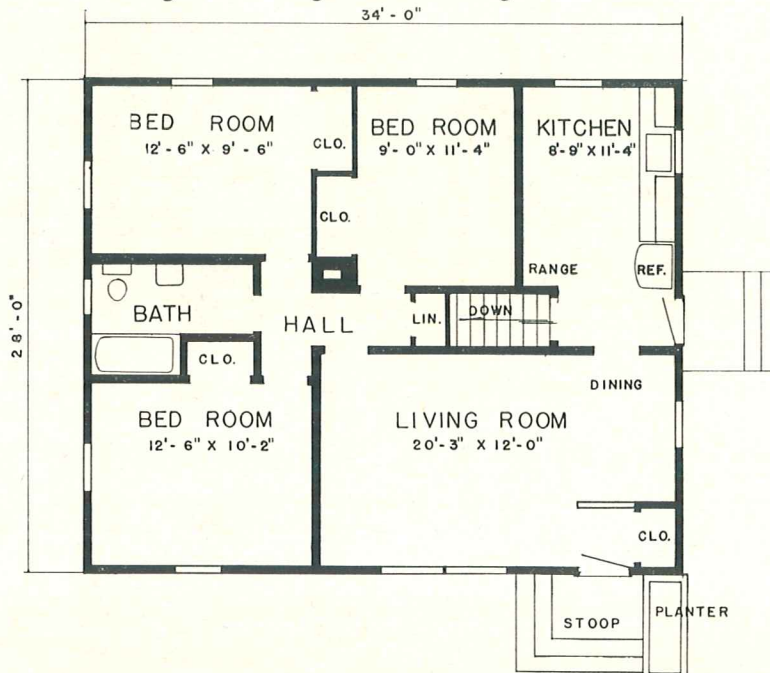 34'-0"
BED ROOM
12'-6" X 9'-6"
CLO.
BED ROOM
9'-0" X 11'-4"
KITCHEN
8'-9" X 11'-4"
CLO.
RANGE
REF.
28'-0"
BATH
HALL
LIN.
DOWN
CLO.
DINING
BED ROOM
12'-6" X 10'-2"
LIVING ROOM
20'-3" X 12'-0"
CLO.
STOOP
PLANTER